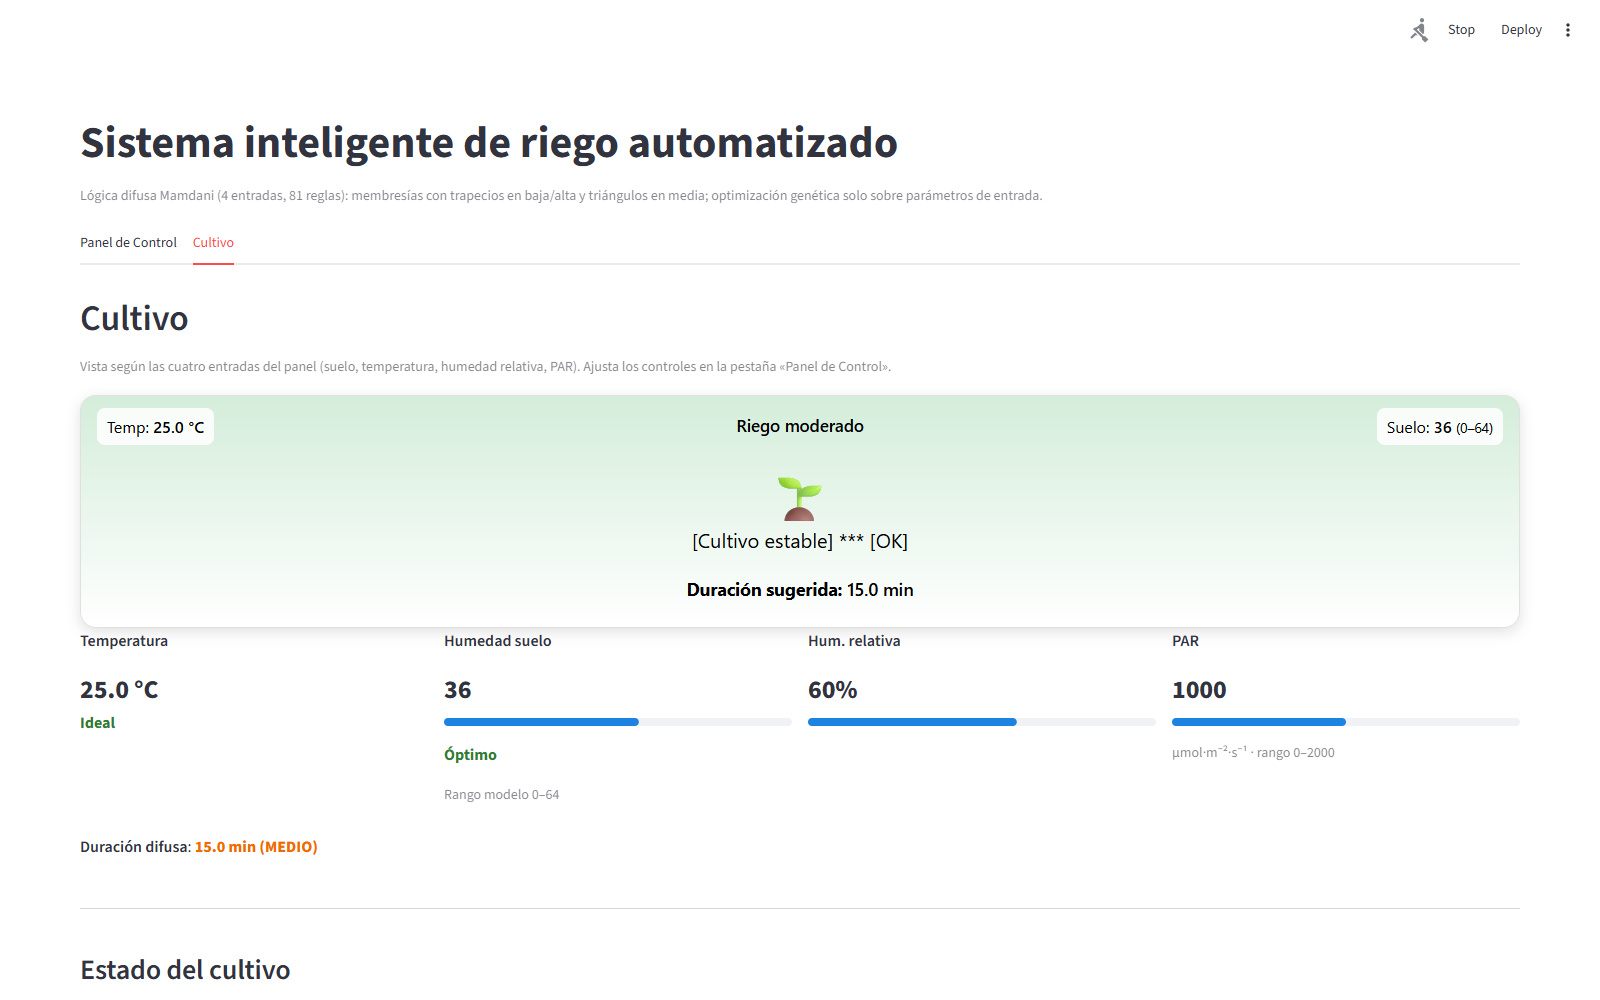 Stop Deploy
Sistema inteligente de riego automatizado
Lógica difusa Mamdani (4 entradas, 81 reglas): membresías con trapecios en baja/alta y triángulos en media; optimización genética solo sobre parámetros de entrada.
Panel de Control Cultivo
Cultivo
Vista según las cuatro entradas del panel (suelo, temperatura, humedad relativa, PAR). Ajusta los controles en la pestaña «Panel de Control».
Temp: 25.0 °C
Riego moderado
Suelo: 36 (0–64)
[Cultivo estable] *** [OK]
Duración sugerida: 15.0 min
Temperatura
25.0 °C
Ideal
Humedad suelo
36
Óptimo
Rango modelo 0–64
Hum. relativa
60%
PAR
1000
µmol·m⁻²·s⁻¹ · rango 0–2000
Duración difusa: 15.0 min (MEDIO)
Estado del cultivo